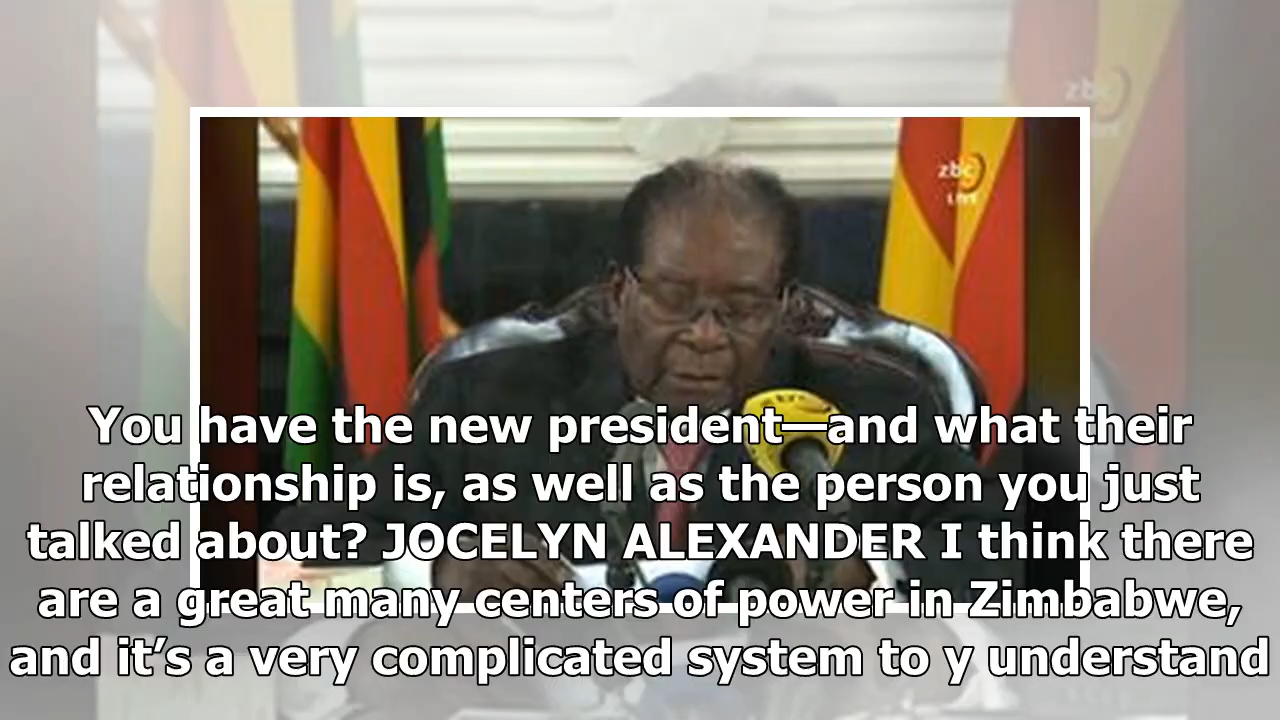 zbc
zbc
LIVE
You have the new president—and what their
relationship is, as well as the person you just
talked about? JOCELYN ALEXANDER I think there
are a great many centers of power in Zimbabwe,
and it’s a very complicated system to y understand